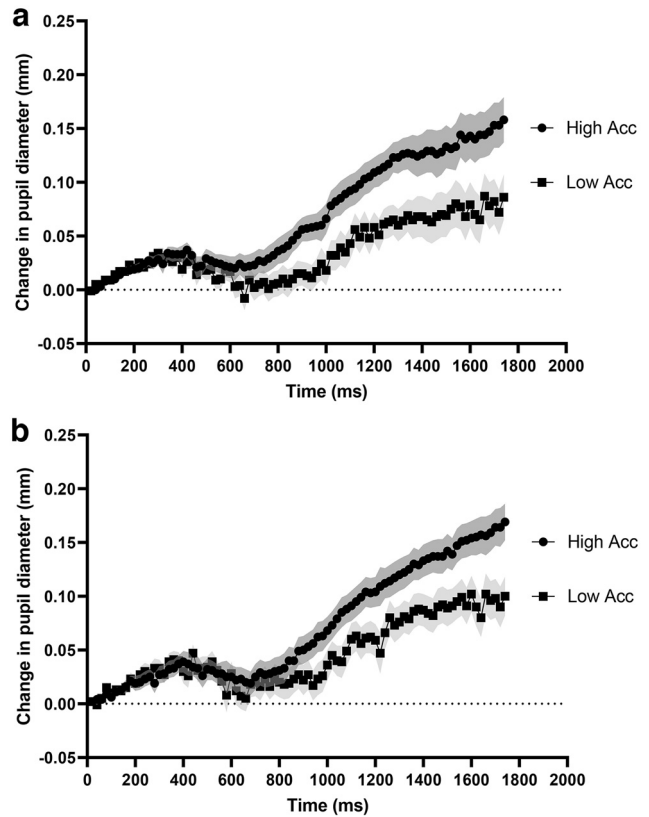 a
0.25
0.20
0.15
0.10
0.05
0.00
-0.05
Change in pupil diameter (mm)
High Acc
Low Acc
0 200 400 600 800 1000 1200 1400 1600 1800 2000
Time (ms)
b
0.25
0.20
0.15
0.10
0.05
0.00
-0.05
Change in pupil diameter (mm)
High Acc
Low Acc
0 200 400 600 800 1000 1200 1400 1600 1800 2000
Time (ms)